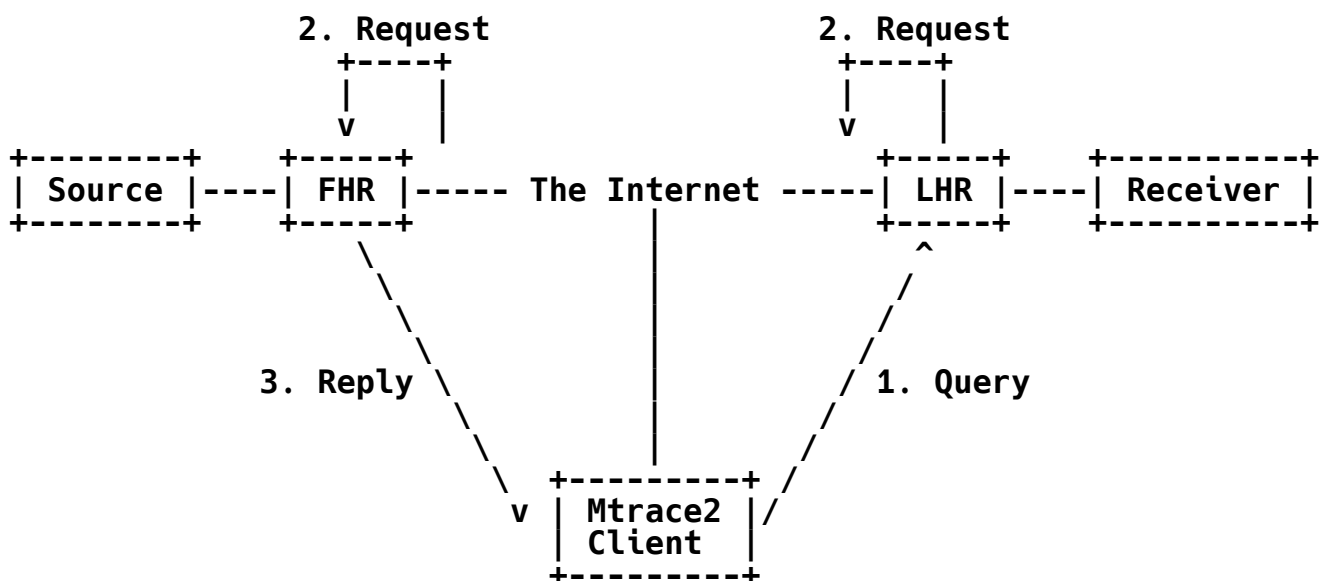 2. Request 2. Request
Source FHR The Internet LHR Receiver
3. Reply 1. Query
Mtrace2
Client